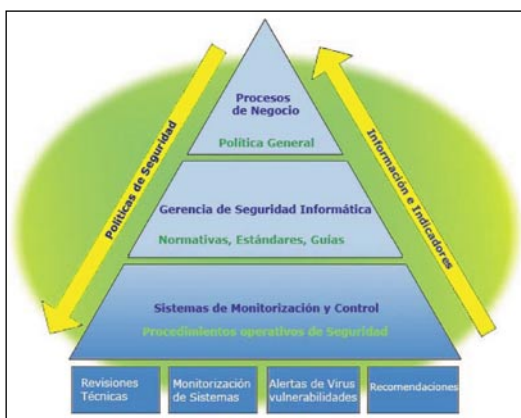 Procesos
de Negocio
Política General
Políticas de Seguridad
Información e Indicadores
Gerencia de Seguridad Informática
Normativas, Estándares, Guías
Sistemas de Monitorización y Control
Procedimientos operativos de Seguridad
Revisiones
Técnicas
Monitorización
de Sistemas
Alertas de Virus
vulnerabilidades
Recomendaciones